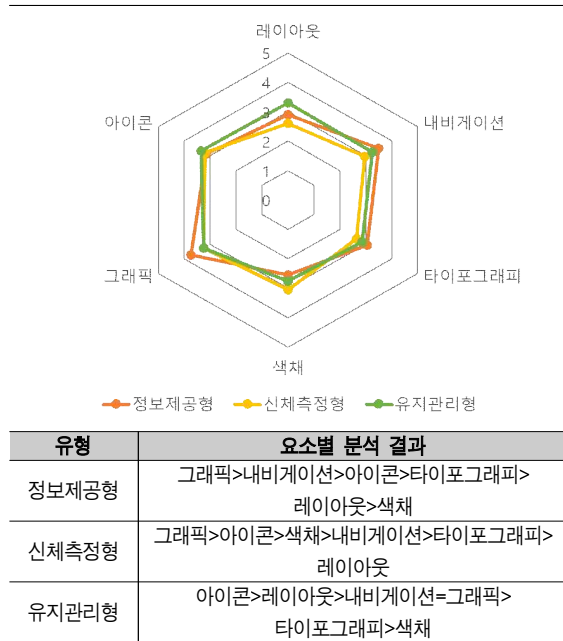 레이아웃
5
4
3
2
1
0
내비게이션
타이포그래피
색채
그래픽
아이콘
정보제공형 신체측정형 유지관리형
유형 요소별 분석 결과
정보제공형 그래픽>내비게이션>아이콘>타이포그래피>
레이아웃>색채
신체측정형 그래픽>아이콘>색채>내비게이션>타이포그래피>
레이아웃
유지관리형 아이콘>레이아웃>내비게이션=그래픽>
타이포그래피>색채